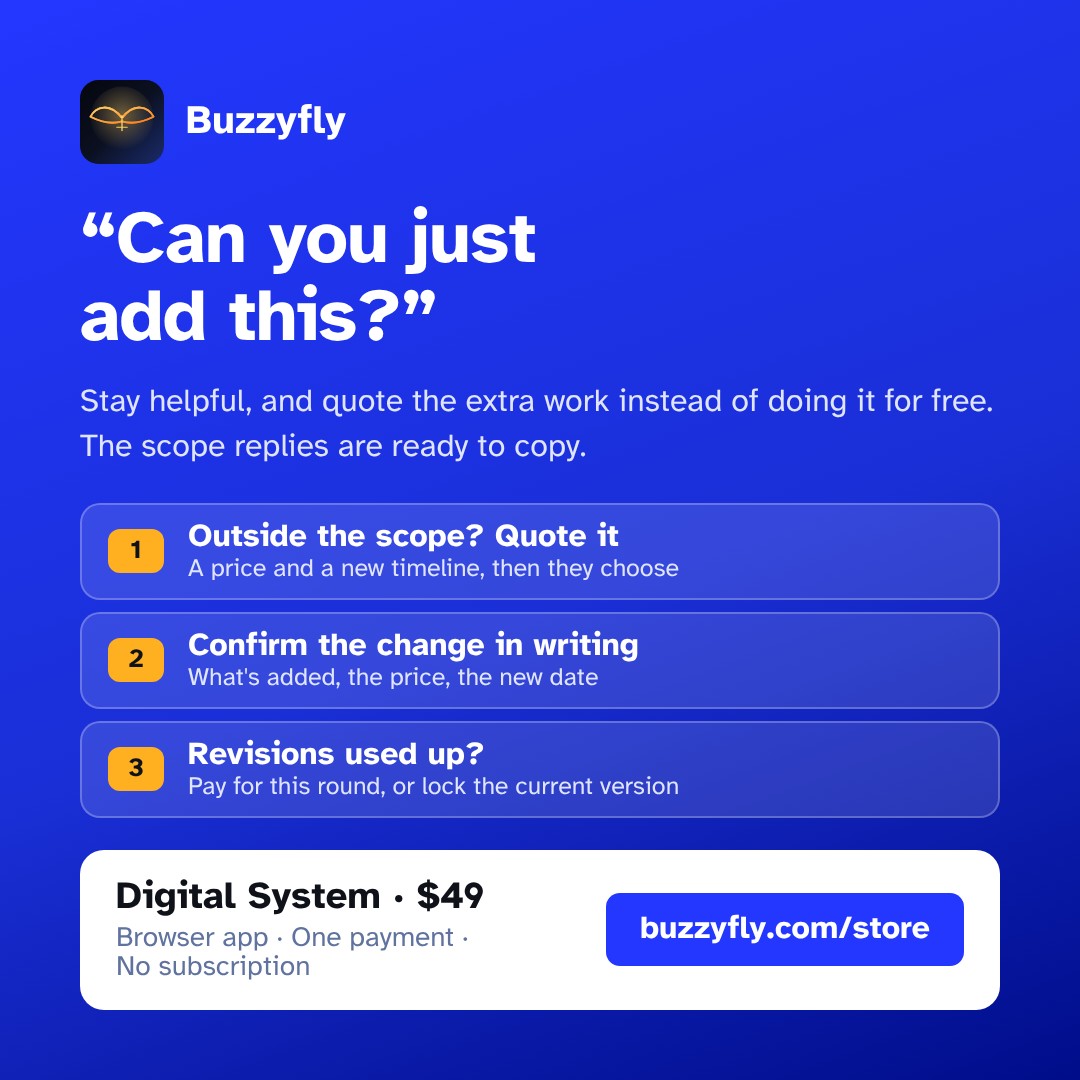 Buzzyfly
“Can you just
add this?”
Stay helpful, and quote the extra work instead of doing it for free.
The scope replies are ready to copy.
1
Outside the scope? Quote it
A price and a new timeline, then they choose
2
Confirm the change in writing
What's added, the price, the new date
3
Revisions used up?
Pay for this round, or lock the current version
Digital System · $49
Browser app · One payment ·
No subscription
buzzyfly.com/store